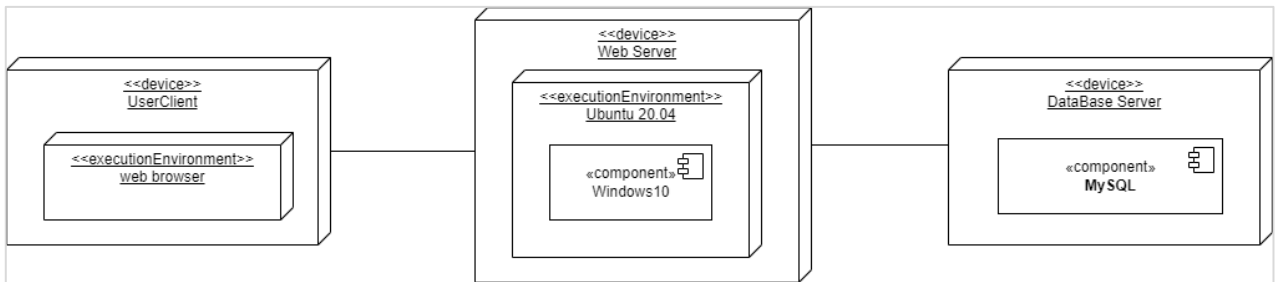 <<device>>
UserClient
<<executionEnvironment>>
web browser
<<device>>
Web Server
<<executionEnvironment>>
Ubuntu 20.04
«component»
Windows10
<<device>>
DataBase Server
«component»
MySQL